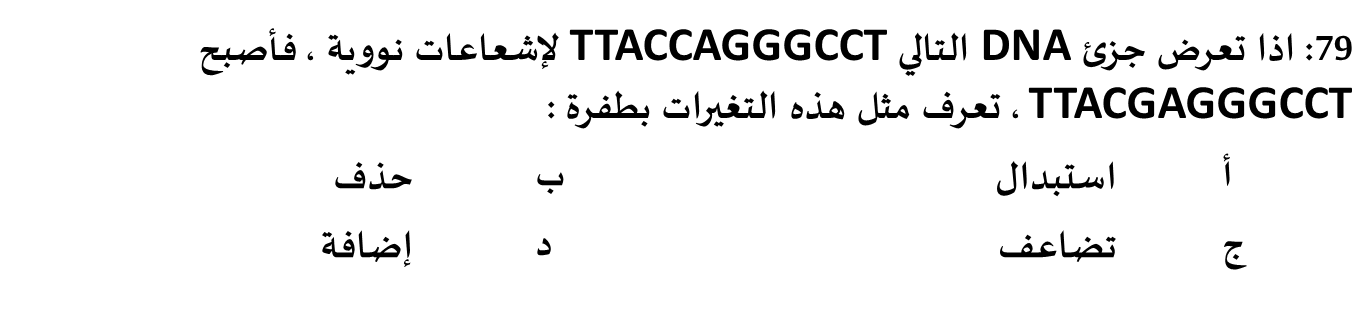 79: اذا تعرض جزئ DNA التالي TTACCAGGGCCT لإشعاعات نووية ، فأصبح
TTACGAGGGCCT ، تعرف مثل هذه التغيرات بطفرة :
أ استبدال ب حذف
ج تضاعف د إضافة